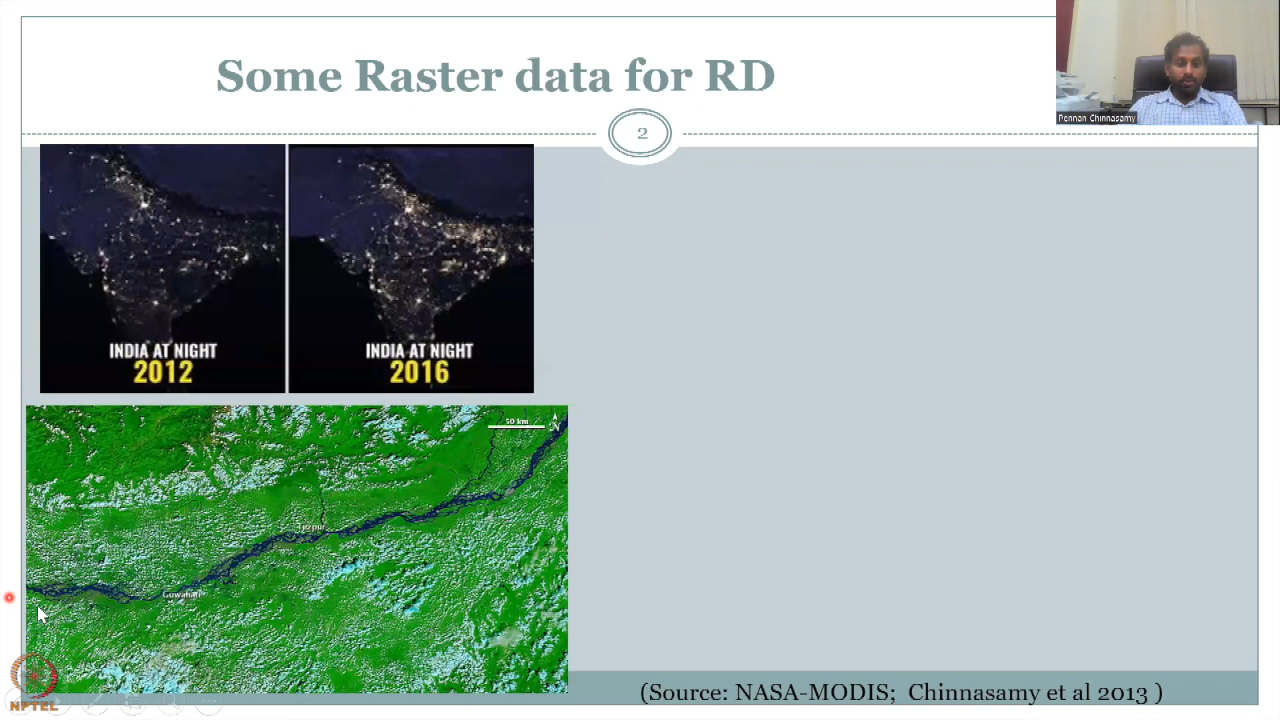 Some Raster data for RD
Pennan Chinnasamy
2
INDIA AT NIGHT
2012
INDIA AT NIGHT
2016
50 km
N
Tezpur
Guwahati
(Source: NASA-MODIS; Chinnasamy et al 2013 )
NPTEL